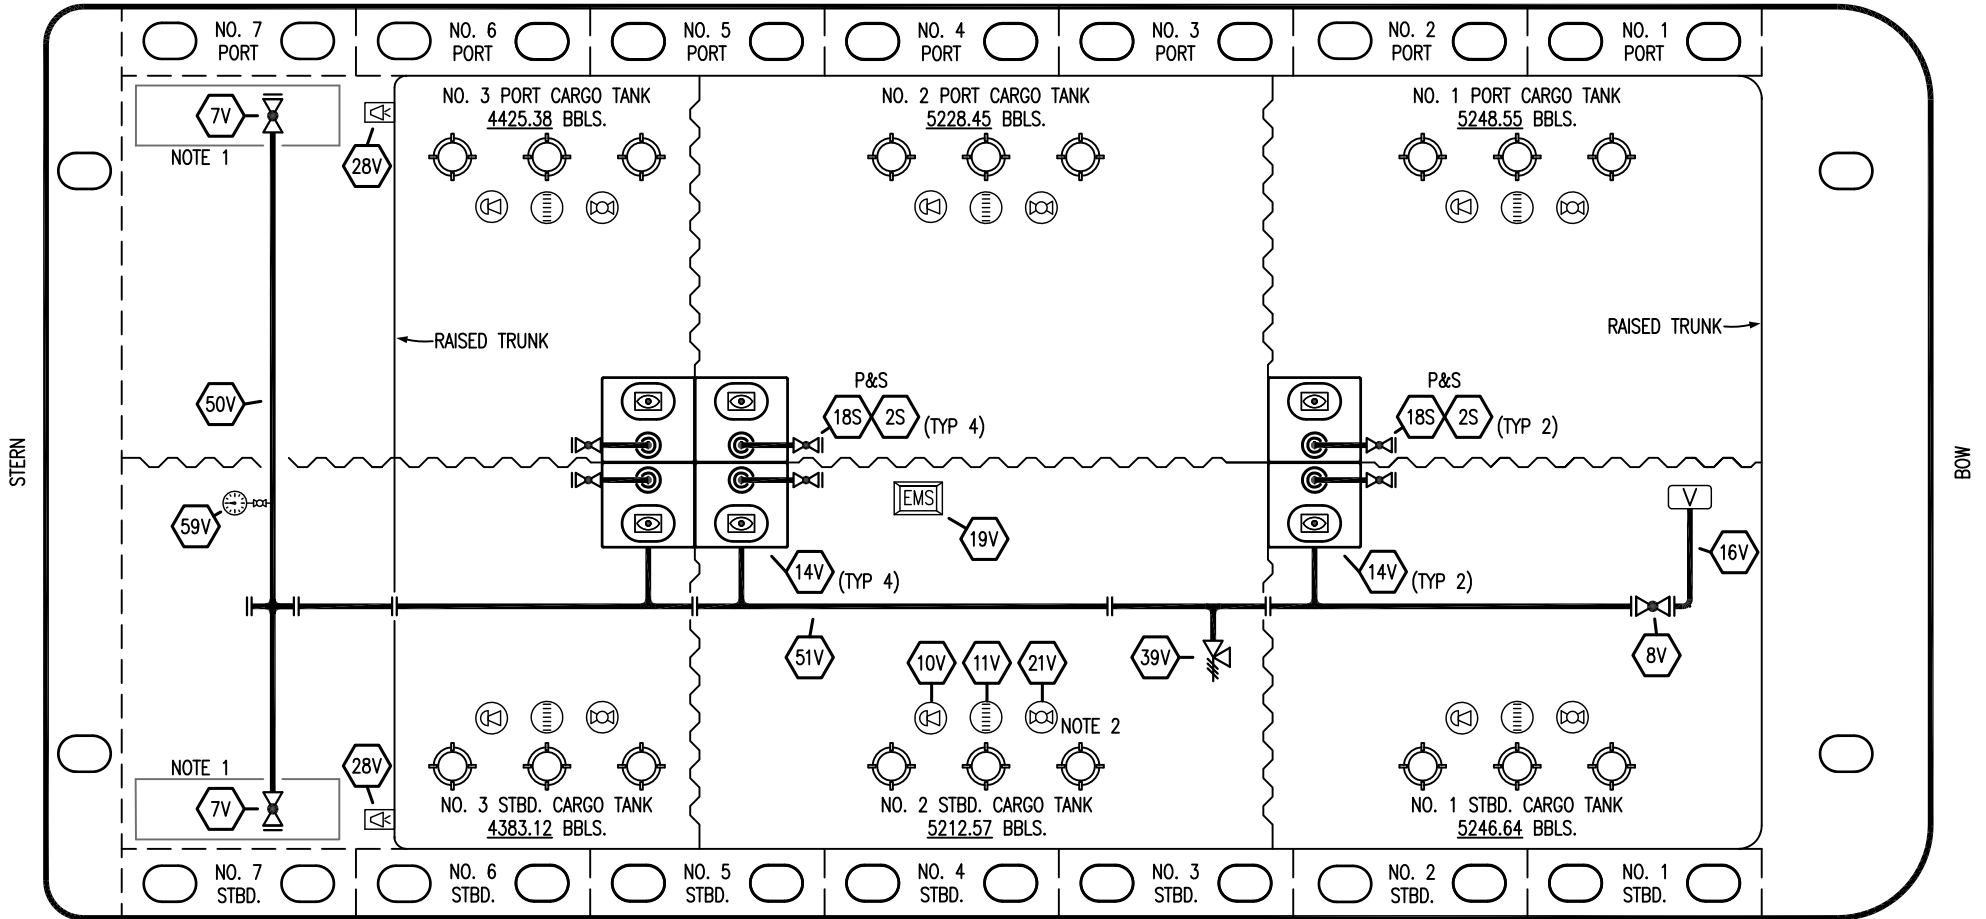 NO. 7
PORT
NO. 6
PORT
NO. 5
PORT
NO. 4
PORT
NO. 3
PORT
NO. 2
PORT
NO. 1
PORT
7V
NOTE 1
28V
NO. 3 PORT CARGO TANK
4425.38 BBLS.
NO. 2 PORT CARGO TANK
5228.45 BBLS.
NO. 1 PORT CARGO TANK
5248.55 BBLS.
RAISED TRUNK
RAISED TRUNK
50V
P&S
18S 2S (TYP 4)
P&S
18S 2S (TYP 2)
STERN
BOW
59V
EMS
19V
V
16V
14V (TYP 4)
14V (TYP 2)
51V
10V 11V 21V
39V
8V
NOTE 2
NOTE 1
7V
28V
NO. 3 STBD. CARGO TANK
4383.12 BBLS.
NO. 2 STBD. CARGO TANK
5212.57 BBLS.
NO. 1 STBD. CARGO TANK
5246.64 BBLS.
NO. 7
STBD.
NO. 6
STBD.
NO. 5
STBD.
NO. 4
STBD.
NO. 3
STBD.
NO. 2
STBD.
NO. 1
STBD.